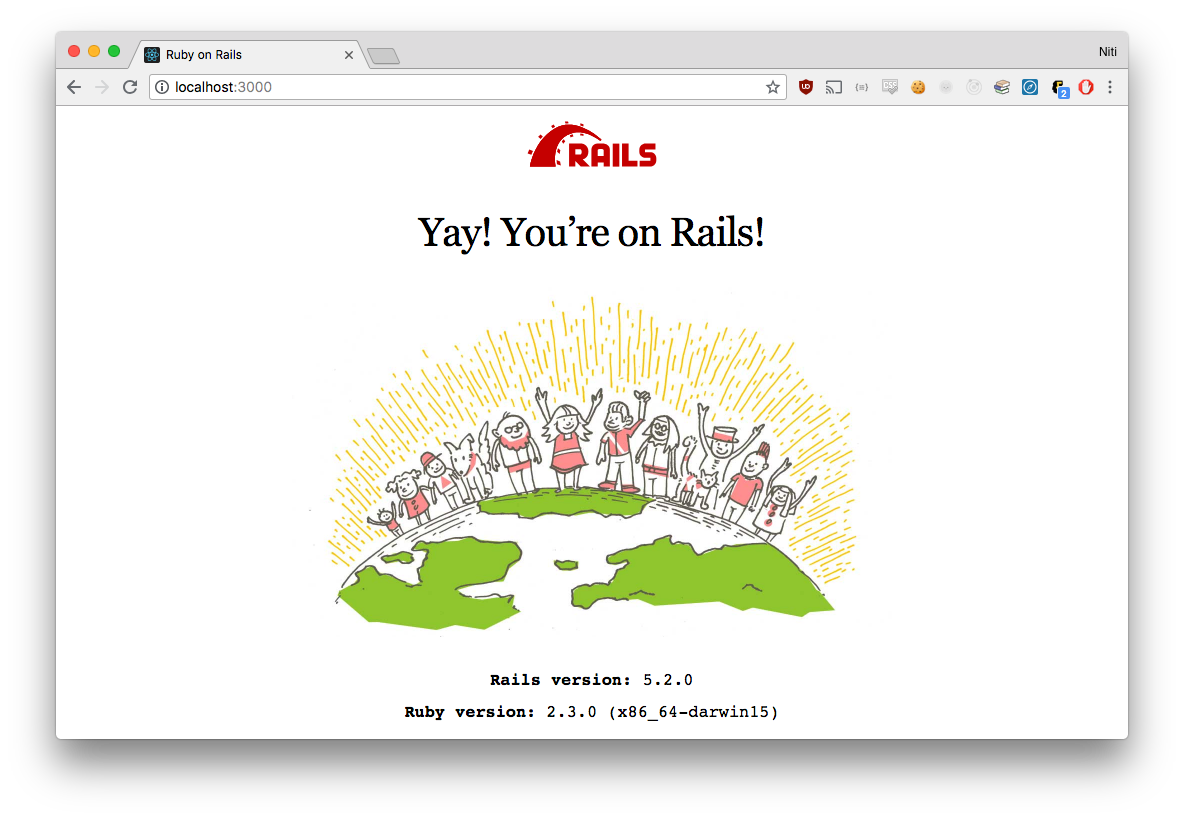 Ruby on Rails
Niti
localhost:3000
2
RAILS
Yay! You’re on Rails!
Rails version: 5.2.0
Ruby version: 2.3.0 (x86_64-darwin15)